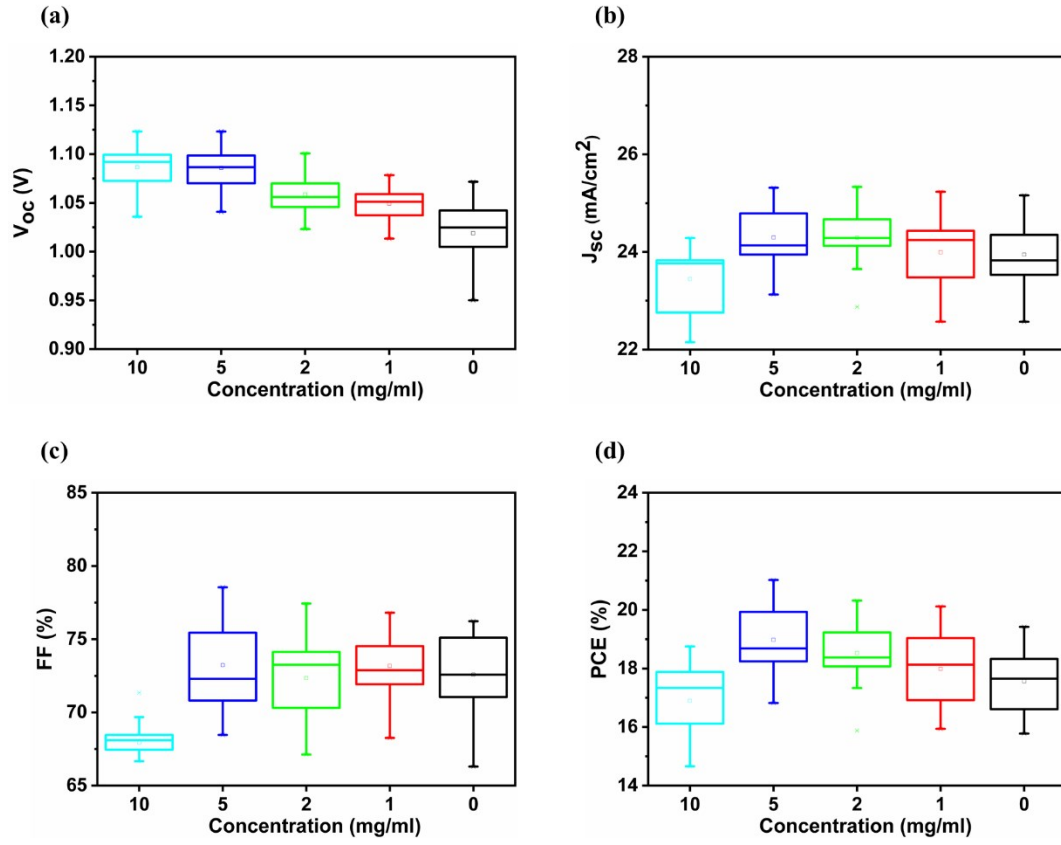 (a)
1.20
1.15
1.10
1.05
1.00
0.95
0.90
V_OC (V)
10 5 2 1 0
Concentration (mg/ml)
(b)
28
26
24
22
J_SC (mA/cm²)
10 5 2 1 0
Concentration (mg/ml)
(c)
85
80
75
70
65
FF (%)
10 5 2 1 0
Concentration (mg/ml)
(d)
24
22
20
18
16
14
PCE (%)
10 5 2 1 0
Concentration (mg/ml)